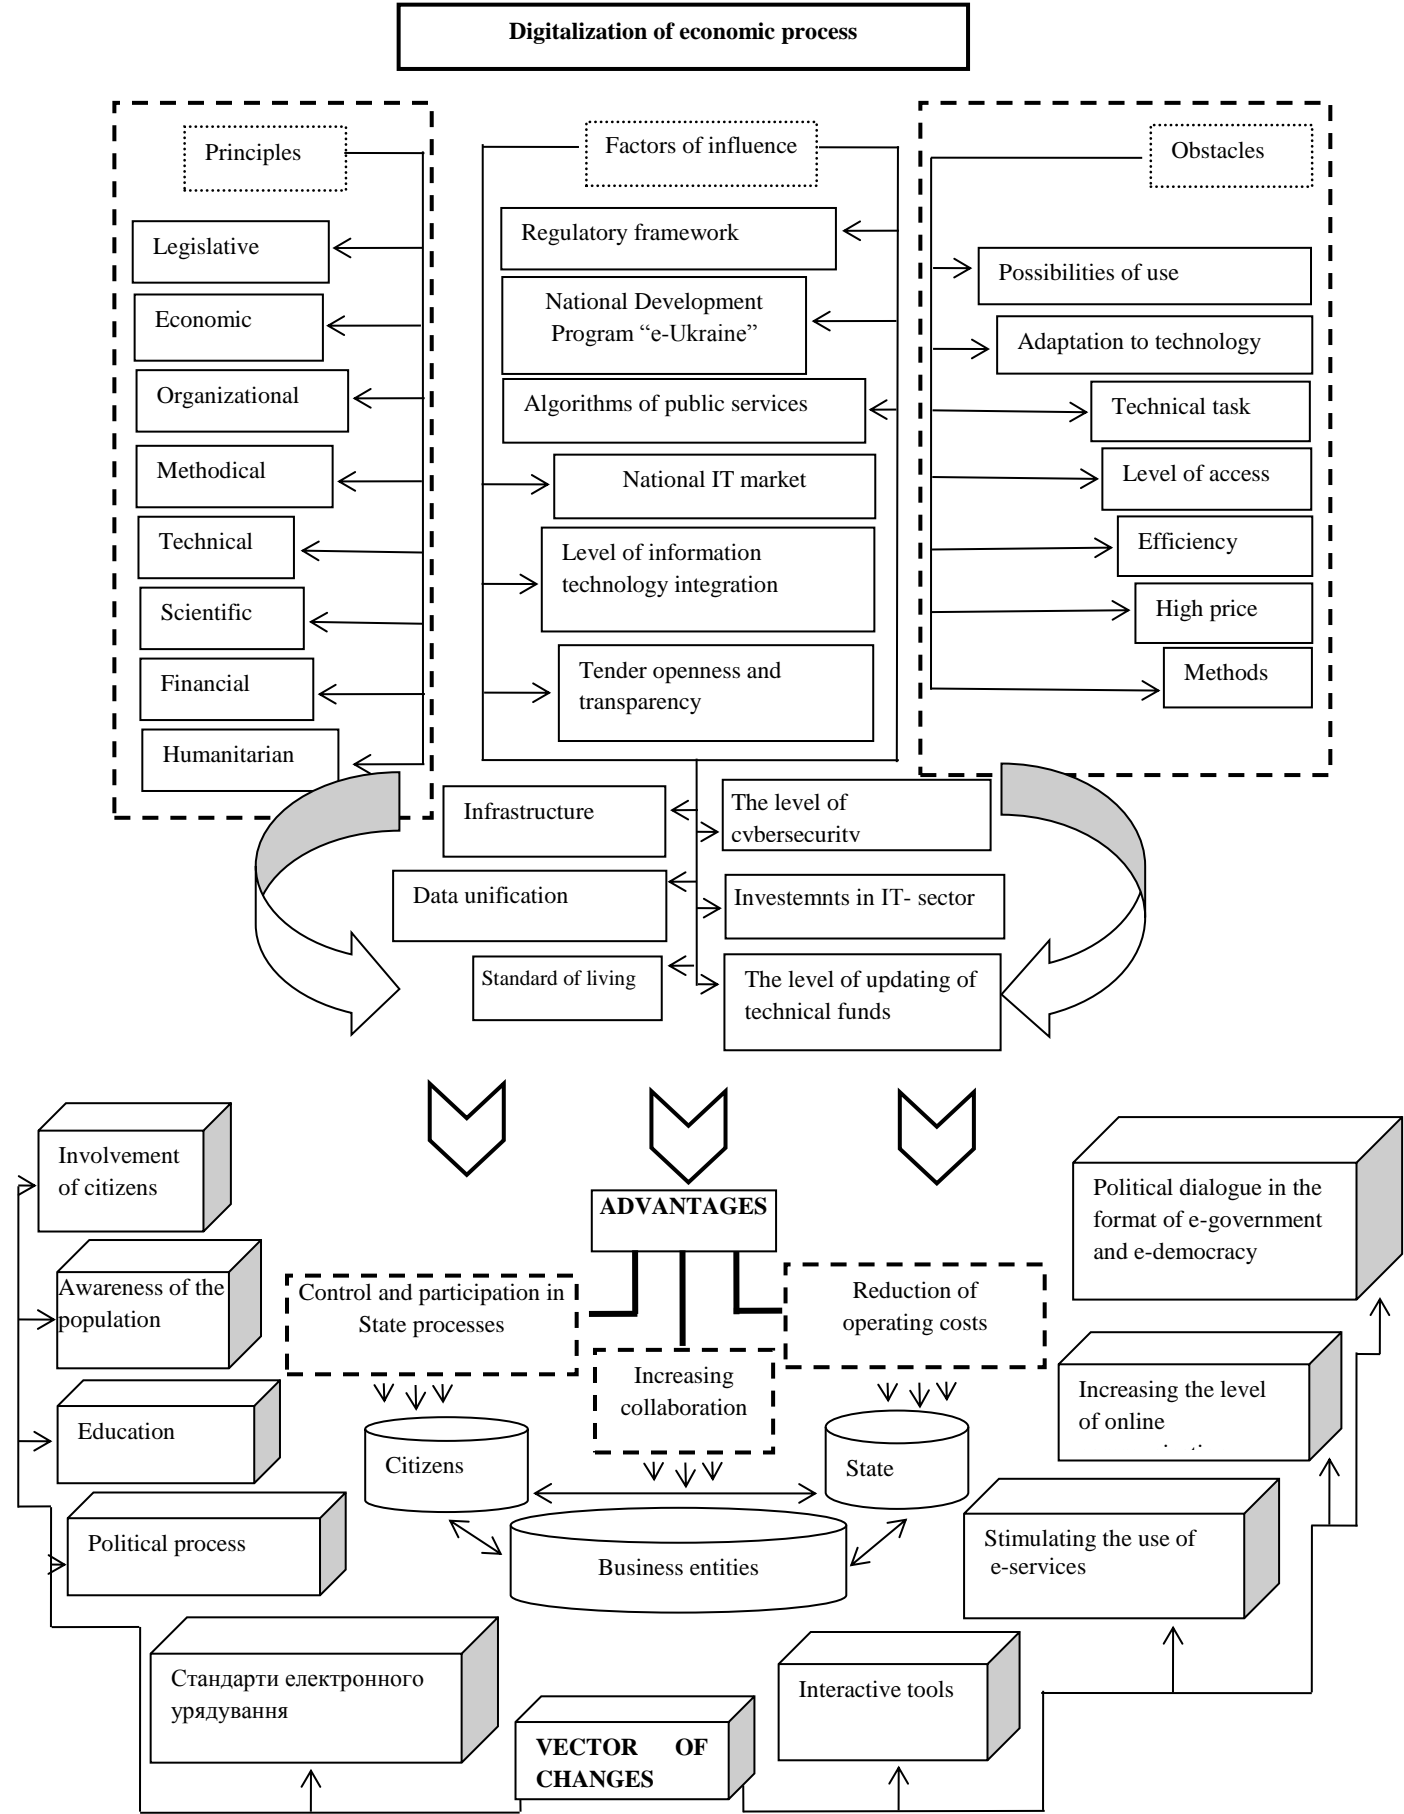 Digitalization of economic process
Principles
Legislative
Economic
Organizational
Methodical
Technical
Scientific
Financial
Humanitarian
Factors of influence
Regulatory framework
National Development
Program “e-Ukraine”
Algorithms of public services
National IT market
Level of information
technology integration
Tender openness and
transparency
Obstacles
Possibilities of use
Adaptation to technology
Technical task
Level of access
Efficiency
High price
Methods
Infrastructure
The level of
cybersecurity
Data unification
Investemnts in IT- sector
Standard of living
The level of updating of
technical funds
Involvement
of citizens
Awareness of the
population
Education
Political process
ADVANTAGES
Control and participation in
State processes
Increasing
collaboration
Reduction of
operating costs
Citizens
State
Business entities
Political dialogue in the
format of e-government
and e-democracy
Increasing the level
of online
Stimulating the use of
e-services
Стандарти електронного
урядування
VECTOR OF
CHANGES
Interactive tools